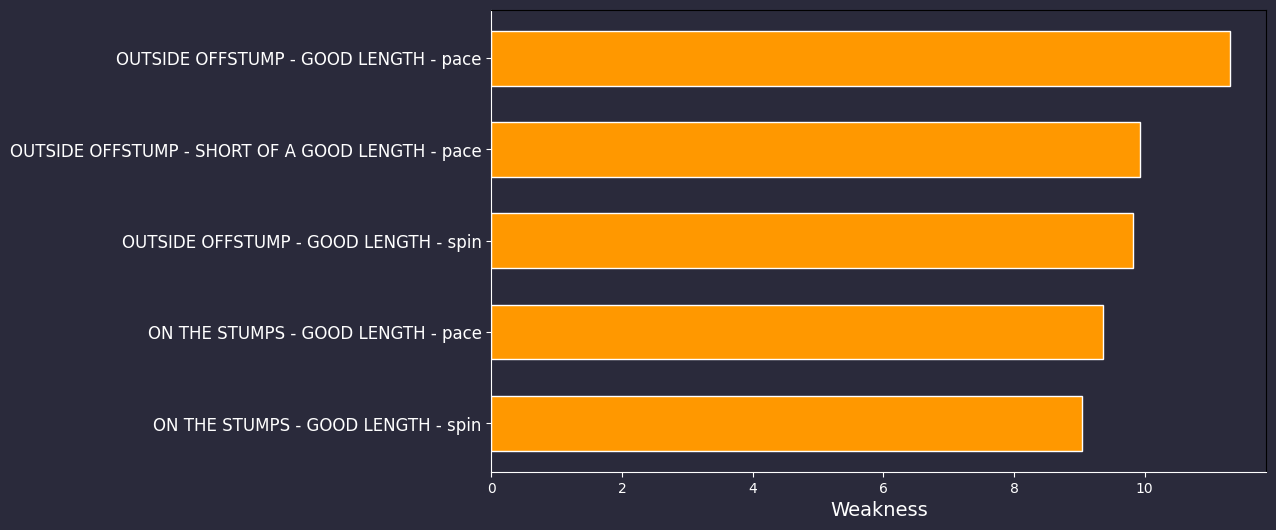 OUTSIDE OFFSTUMP - GOOD LENGTH - pace
OUTSIDE OFFSTUMP - SHORT OF A GOOD LENGTH - pace
OUTSIDE OFFSTUMP - GOOD LENGTH - spin
ON THE STUMPS - GOOD LENGTH - pace
ON THE STUMPS - GOOD LENGTH - spin
0 2 4 6 8 10
Weakness